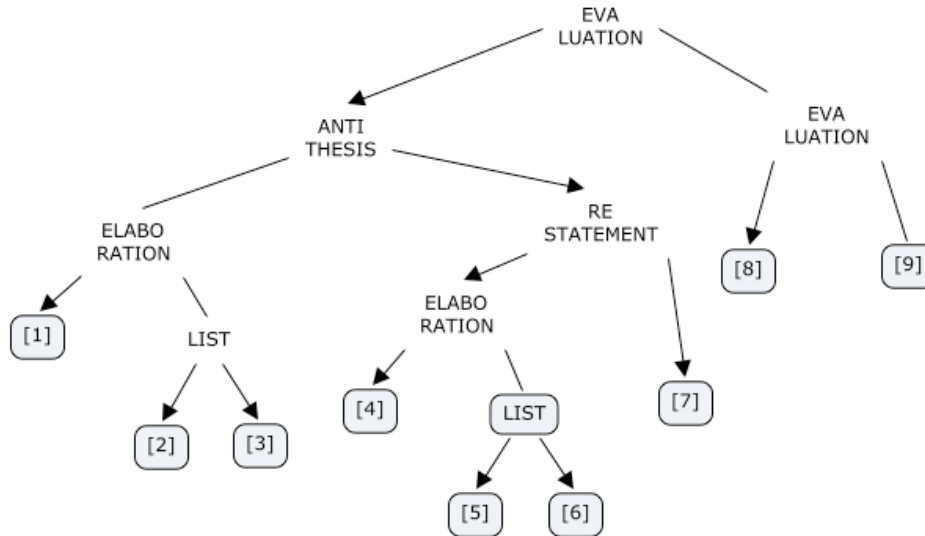 EVA
LUATION
ANTI
THESIS
EVA
LUATION
ELABO
RATION
RE
STATEMENT
[8]
[9]
[1]
LIST
ELABO
RATION
[2]
[3]
[4]
LIST
[7]
[5]
[6]